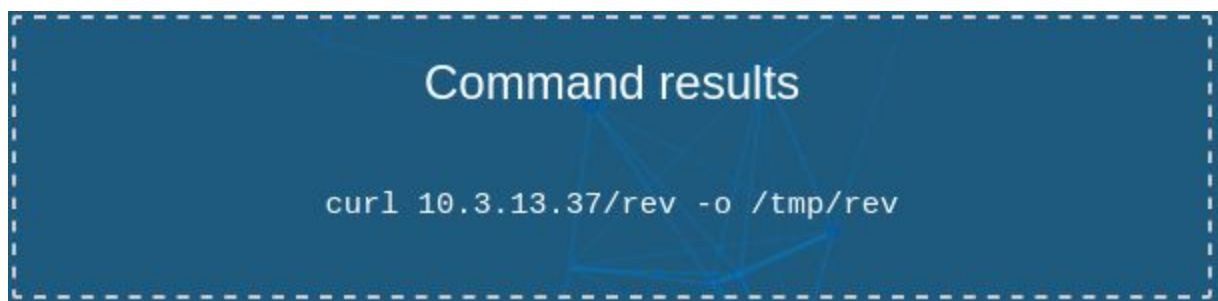 Command results
curl 10.3.13.37/rev -o /tmp/rev